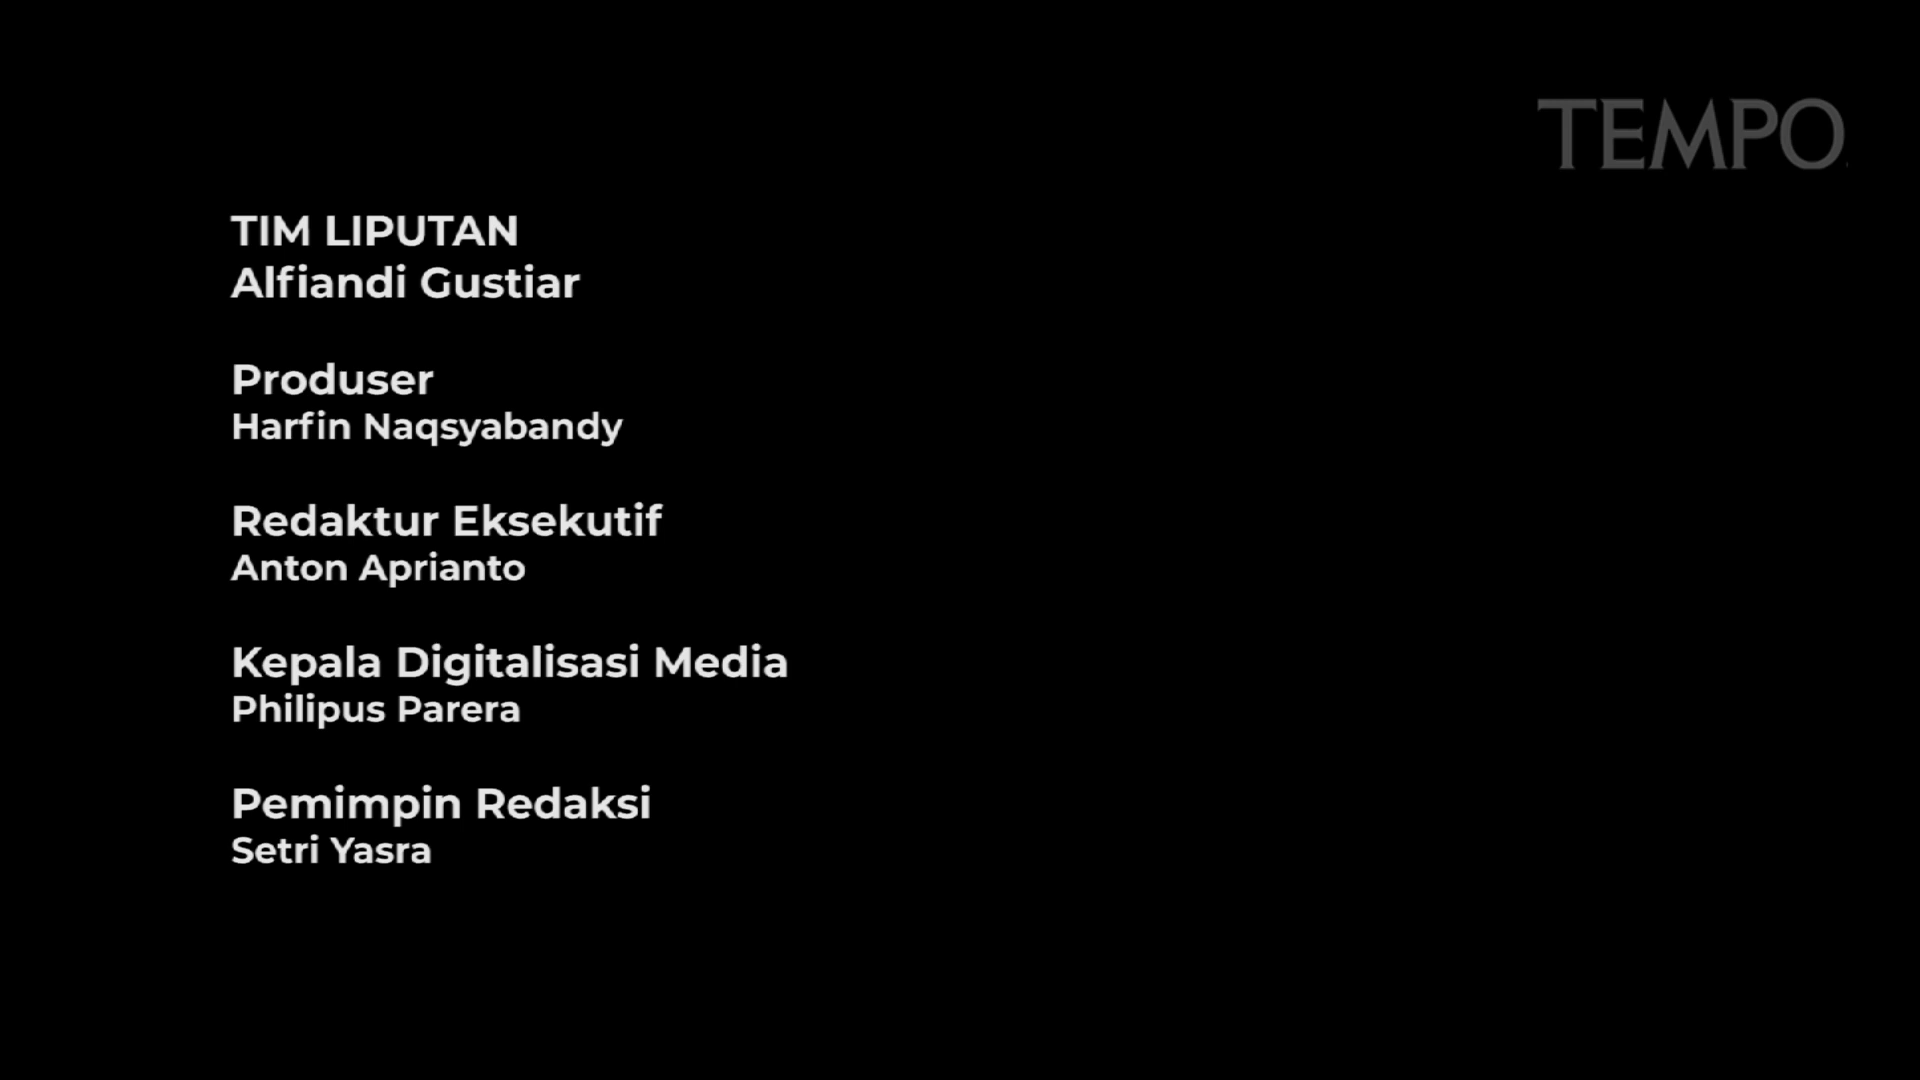 TEMPO
TIM LIPUTAN
Alfiandi Gustiar
Produser
Harfin Naqsyabandy
Redaktur Eksekutif
Anton Aprianto
Kepala Digitalisasi Media
Philipus Parera
Pemimpin Redaksi
Setri Yasra